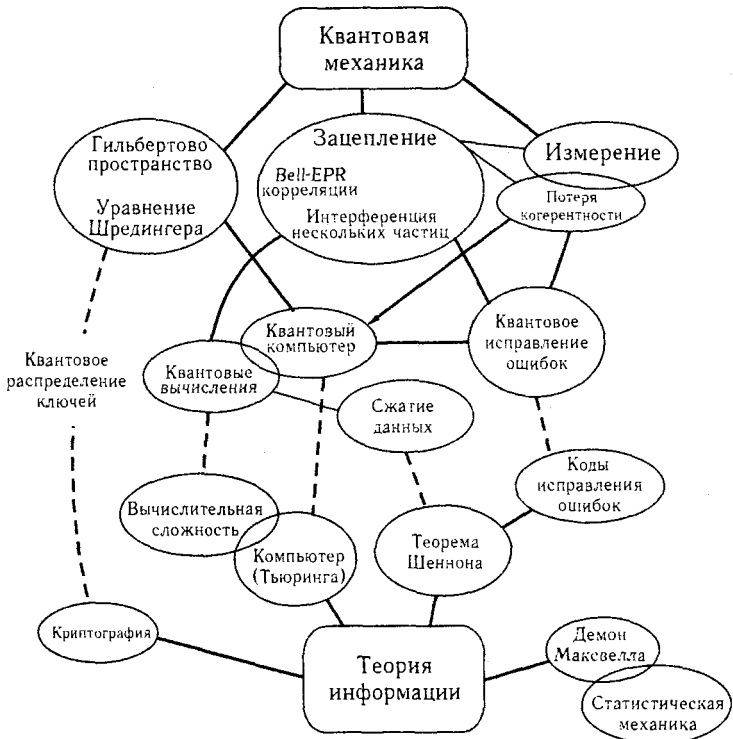 Квантовая
механика
Гильбертово
пространство
Уравнение
Шредингера
Зацепление
Bell-EPR
корреляции
Интерференция
нескольких частиц
Измерение
Потеря
когерентности
Квантовый
компьютер
Квантовые
вычисления
Квантовое
исправление
ошибок
Квантовое
распределение
ключей
Сжатие
данных
Коды
исправления
ошибок
Вычислительная
сложность
Компьютер
(Тьюринга)
Теорема
Шеннона
Криптография
Теория
информации
Демон
Максвелла
Статистическая
механика